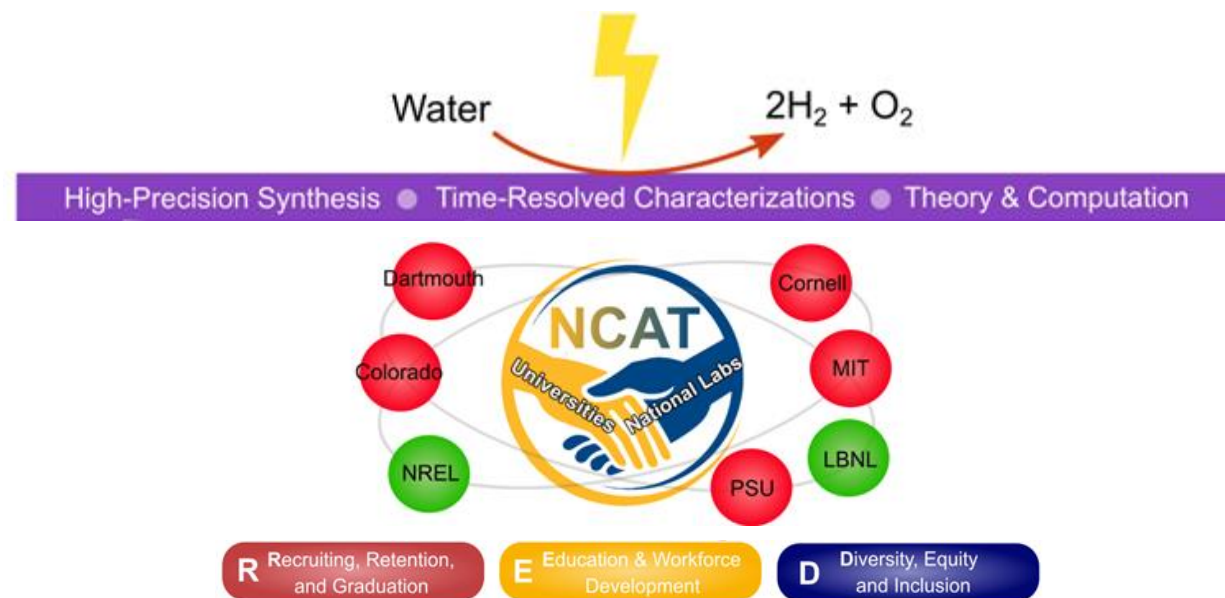 Water 2H₂ + O₂
High-Precision Synthesis ● Time-Resolved Characterizations ● Theory & Computation
Dartmouth
Cornell
NCAT
Universities
National Labs
Colorado
MIT
NREL
PSU
LBNL
R Recruiting, Retention,
and Graduation
E Education & Workforce
Development
D Diversity, Equity
and Inclusion